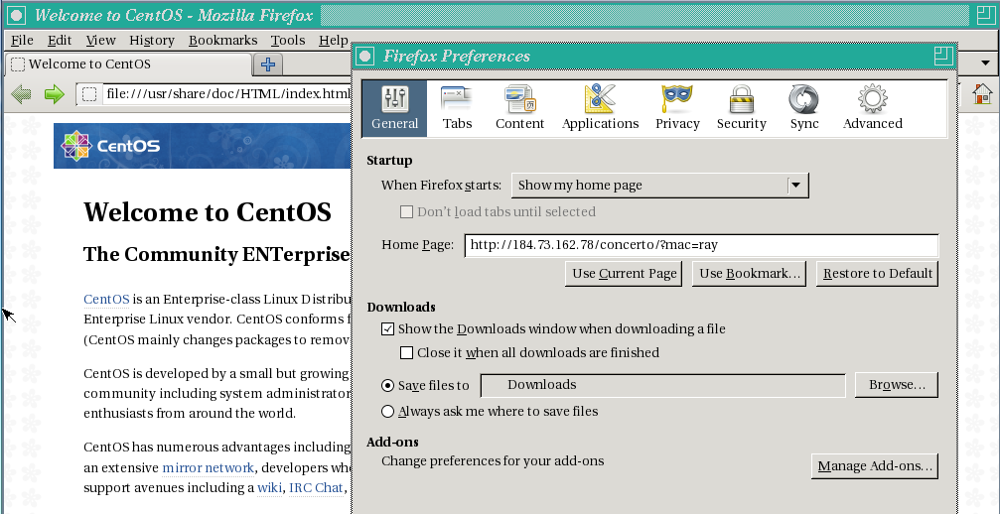 Welcome to CentOS - Mozilla Firefox
File Edit View History Bookmarks Tools Help
Firefox Preferences
Welcome to CentOS
file:///usr/share/doc/HTML/index.html
General Tabs Content Applications Privacy Security Sync Advanced
CentOS
Startup
When Firefox starts: Show my home page
Don't load tabs until selected
Home Page: http://184.73.162.78/concerto/?mac=ray
Use Current Page Use Bookmark... Restore to Default
Downloads
Show the Downloads window when downloading a file
Close it when all downloads are finished
Save files to Downloads Browse...
Always ask me where to save files
Add-ons
Change preferences for your add-ons
Manage Add-ons...
Welcome to CentOS
The Community ENTerprise
CentOS is an Enterprise-class Linux Distribu
Enterprise Linux vendor. CentOS conforms f
(CentOS mainly changes packages to remov
CentOS is developed by a small but growing
community including system administrator
enthusiasts from around the world.
CentOS has numerous advantages including
an extensive mirror network, developers who
support avenues including a wiki, IRC Chat,